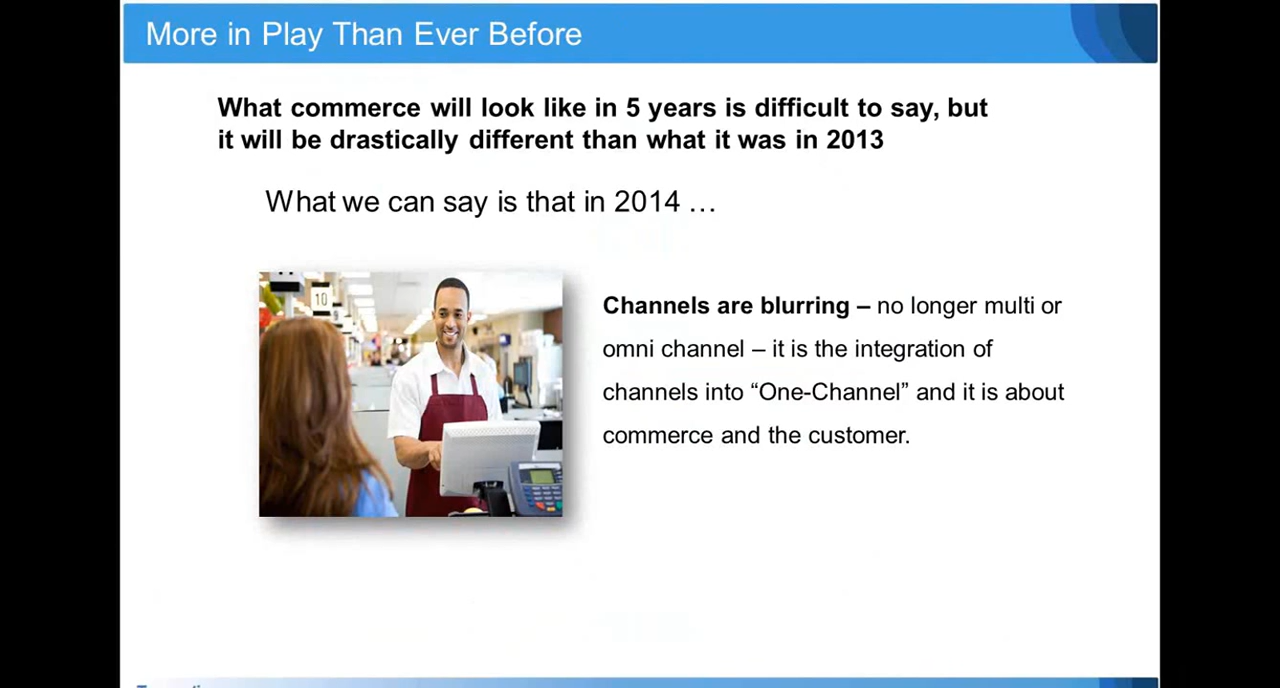 More in Play Than Ever Before
What commerce will look like in 5 years is difficult to say, but
it will be drastically different than what it was in 2013
What we can say is that in 2014 …
10
Channels are blurring – no longer multi or
omni channel – it is the integration of
channels into “One-Channel” and it is about
commerce and the customer.